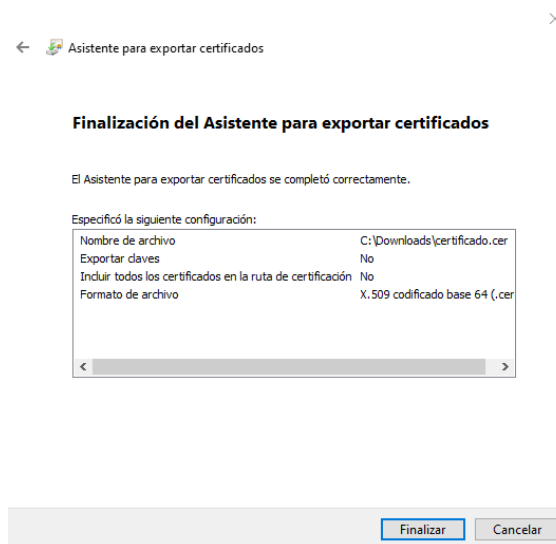 Asistente para exportar certificados
Finalización del Asistente para exportar certificados
El Asistente para exportar certificados se completó correctamente.
Especificó la siguiente configuración:
Nombre de archivo C:\Downloads\certificado.cer
Exportar claves No
Incluir todos los certificados en la ruta de certificación No
Formato de archivo X.509 codificado base 64 (.cer
Finalizar Cancelar